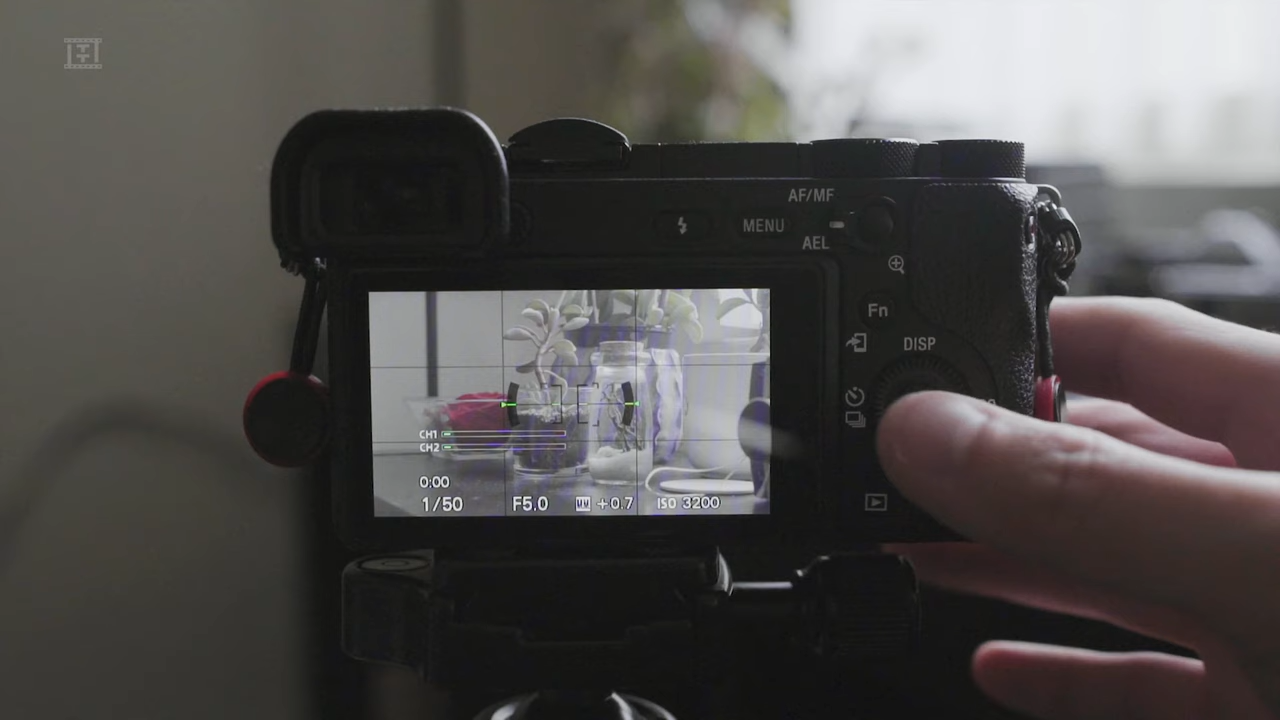 AF/MF
MENU
AEL
Fn
DISP
CH1
CH2
0:00
1/50 F5.0 +0.7 ISO 3200